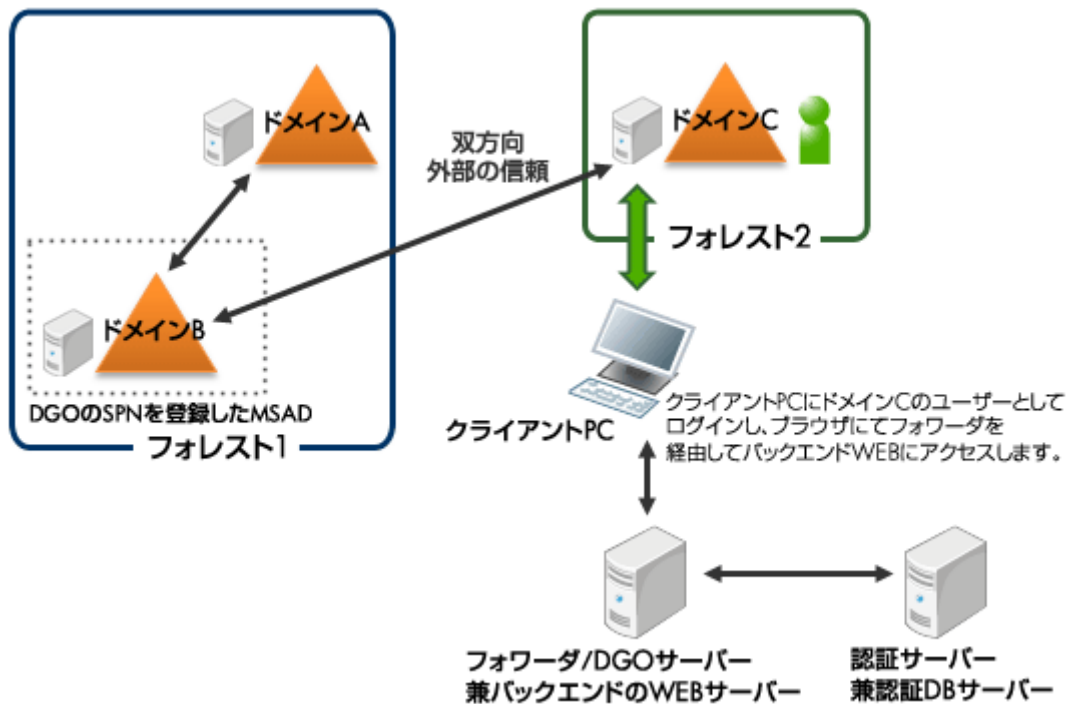 ドメインA
ドメインB
DGOのSPNを登録したMSAD
フォレスト1
双方向
外部の信頼
ドメインC
フォレスト2
クライアントPC
クライアントPCにドメインCのユーザーとして
ログインし、ブラウザにてフォワーダを
経由してバックエンドWEBにアクセスします。
フォワーダ/DGOサーバー
兼バックエンドのWEBサーバー
認証サーバー
兼認証DBサーバー